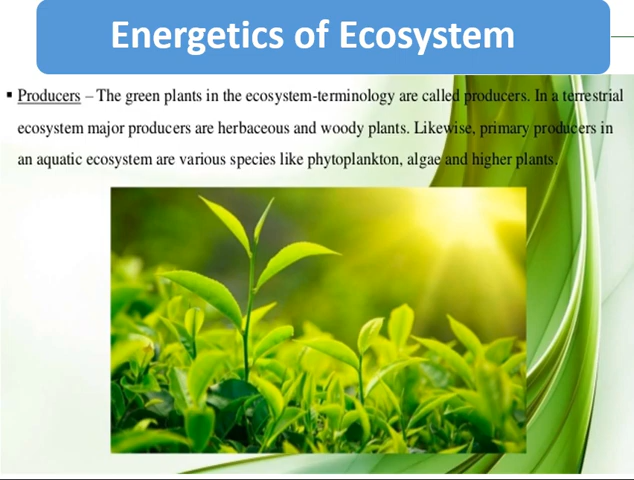 Energetics of Ecosystem
▪ Producers – The green plants in the ecosystem-terminology are called producers. In a terrestrial
ecosystem major producers are herbaceous and woody plants. Likewise, primary producers in
an aquatic ecosystem are various species like phytoplankton, algae and higher plants.